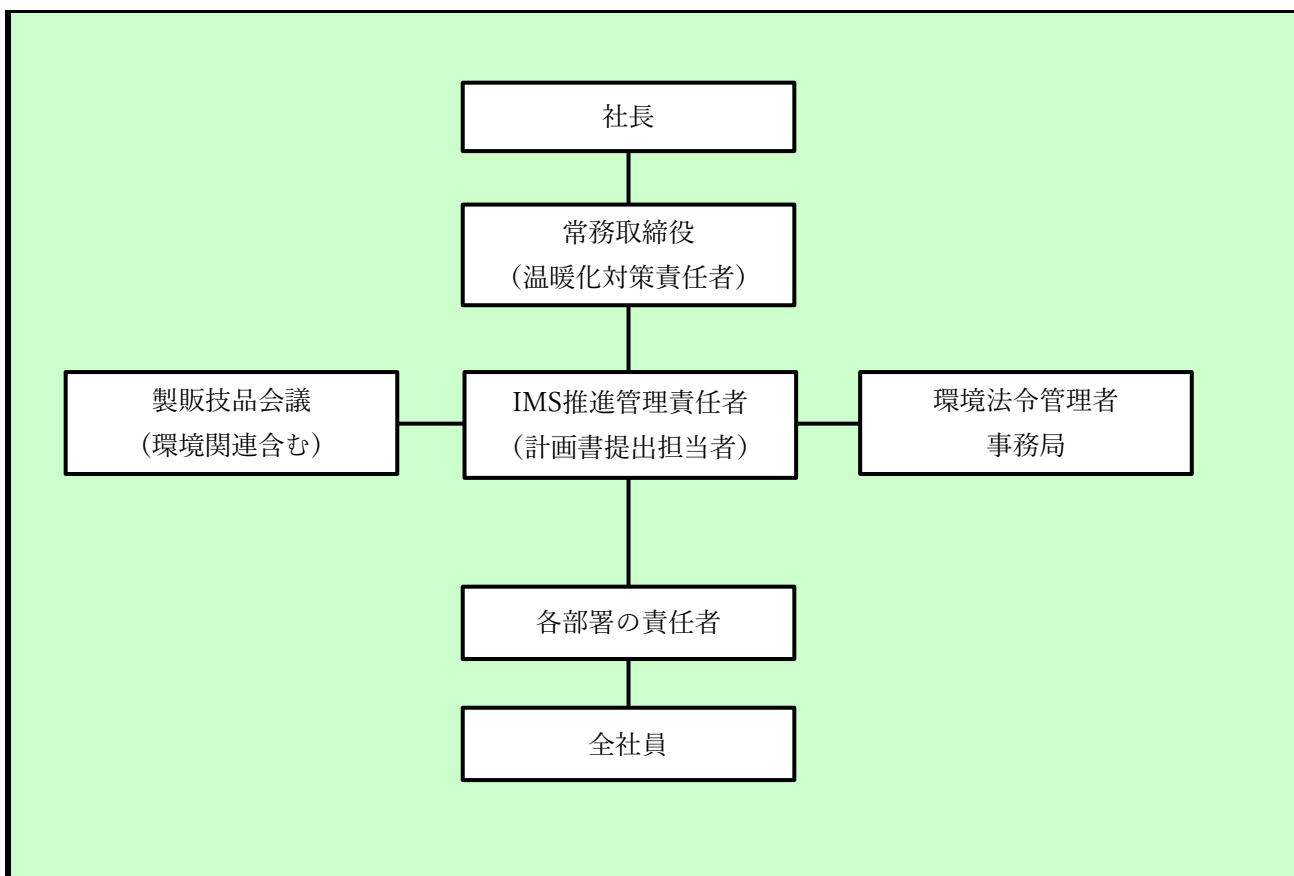 社長
常務取締役
（温暖化対策責任者）
製販技品会議
（環境関連含む）
IMS推進管理責任者
（計画書提出担当者）
環境法令管理者
事務局
各部署の責任者
全社員